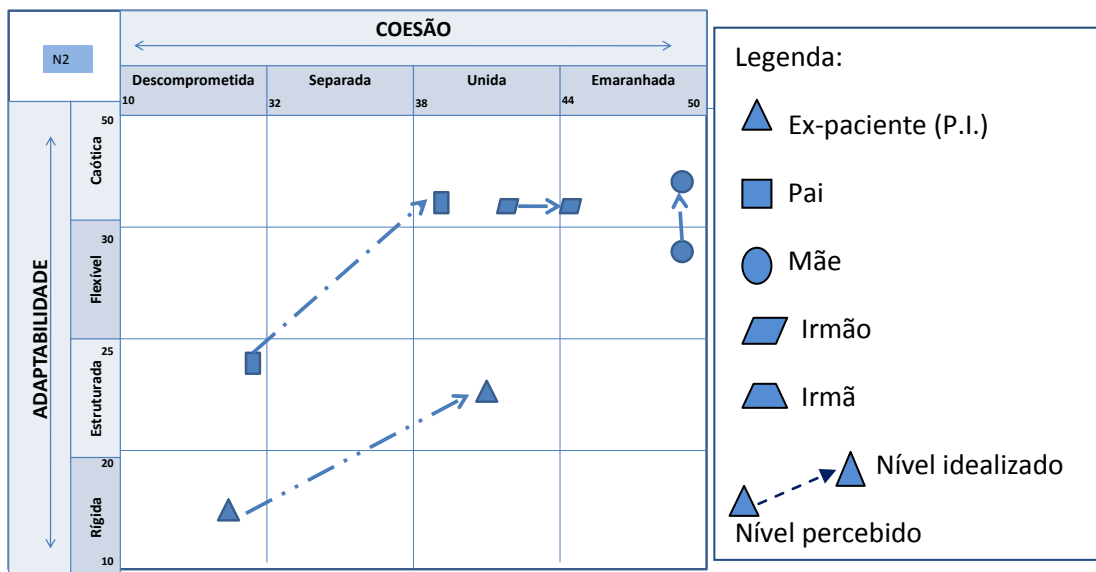 N2
COESÃO
Descomprometida Separada Unida Emaranhada
10 32 38 44 50
ADAPTABILIDADE
50
Caótica
30
Flexível
25
Estruturada
20
Rígida
10
Legenda:
Ex-paciente (P.I.)
Pai
Mãe
Irmão
Irmã
Nível idealizado
Nível percebido